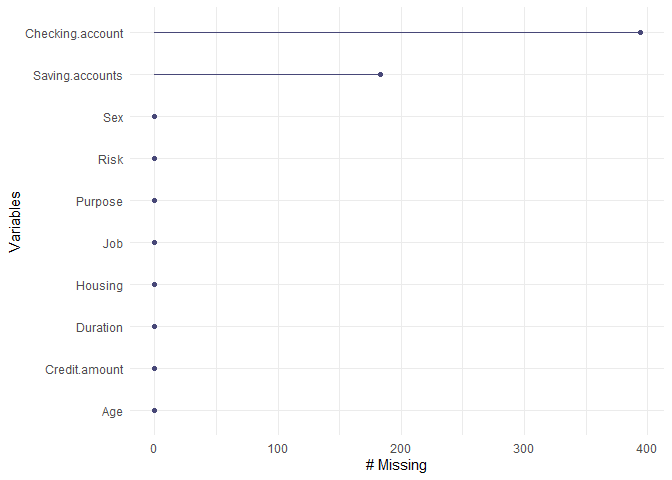 Checking.account
Saving.accounts
Sex
Risk
Purpose
Job
Housing
Duration
Credit.amount
Age
Variables
0 100 200 300 400
# Missing